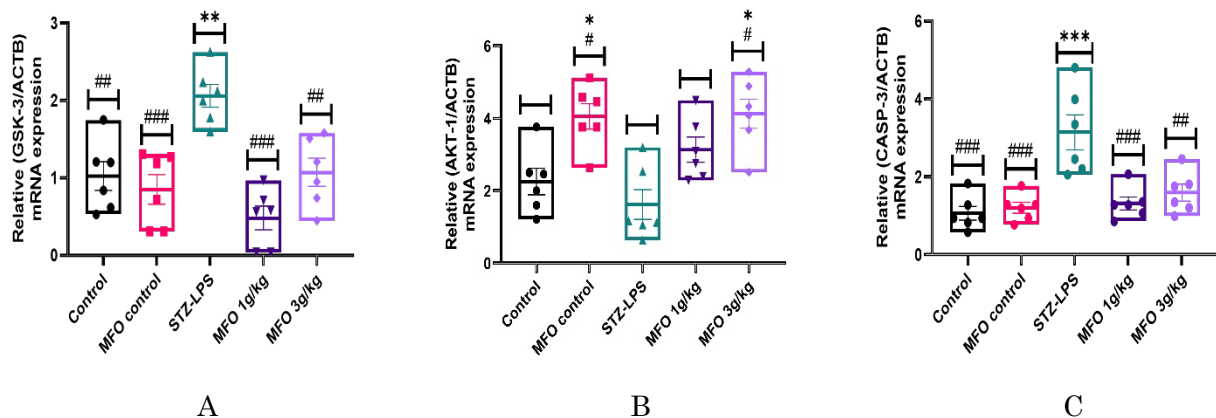 Relative (GSK-3/ACTB)
mRNA expression
3
2
1
0
##
###
**
###
##
Control
MFO control
STZ-LPS
MFO 1g/kg
MFO 3g/kg
A
Relative (AKT-1/ACTB)
mRNA expression
6
4
2
0
*
#
*
#
Control
MFO control
STZ-LPS
MFO 1g/kg
MFO 3g/kg
B
Relative (CASP-3/ACTB)
mRNA expression
6
4
2
0
###
###
***
###
##
Control
MFO control
STZ-LPS
MFO 1g/kg
MFO 3g/kg
C